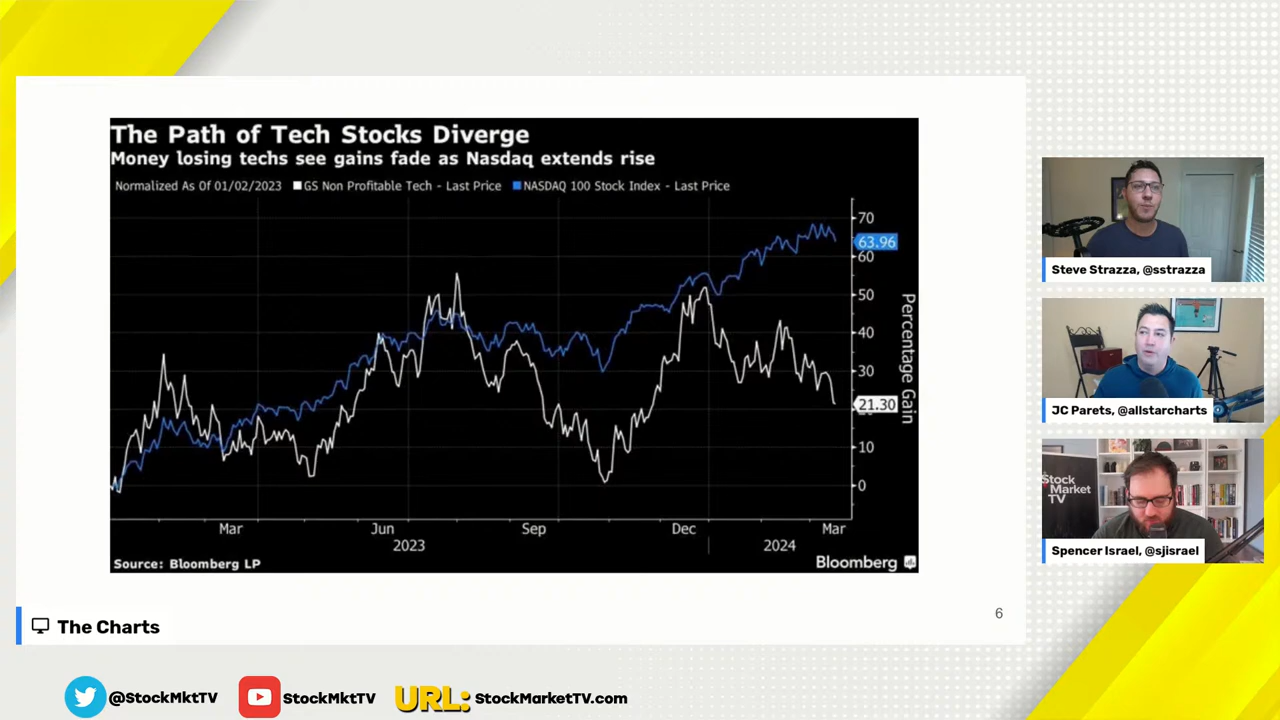 The Path of Tech Stocks Diverge
Money losing techs see gains fade as Nasdaq extends rise
Normalized As Of 01/02/2023 GS Non Profitable Tech - Last Price NASDAQ 100 Stock Index - Last Price
70
63.96
60
50
40
30
21.30
10
0
Percentage Gain
Mar Jun Sep Dec Mar
2023 2024
Source: Bloomberg LP Bloomberg
6
The Charts
Steve Strazza, @sstrazza
JC Parets, @allstarcharts
Stock
Market
TV
Spencer Israel, @sjisrael
@StockMktTV StockMktTV URL: StockMarketTV.com